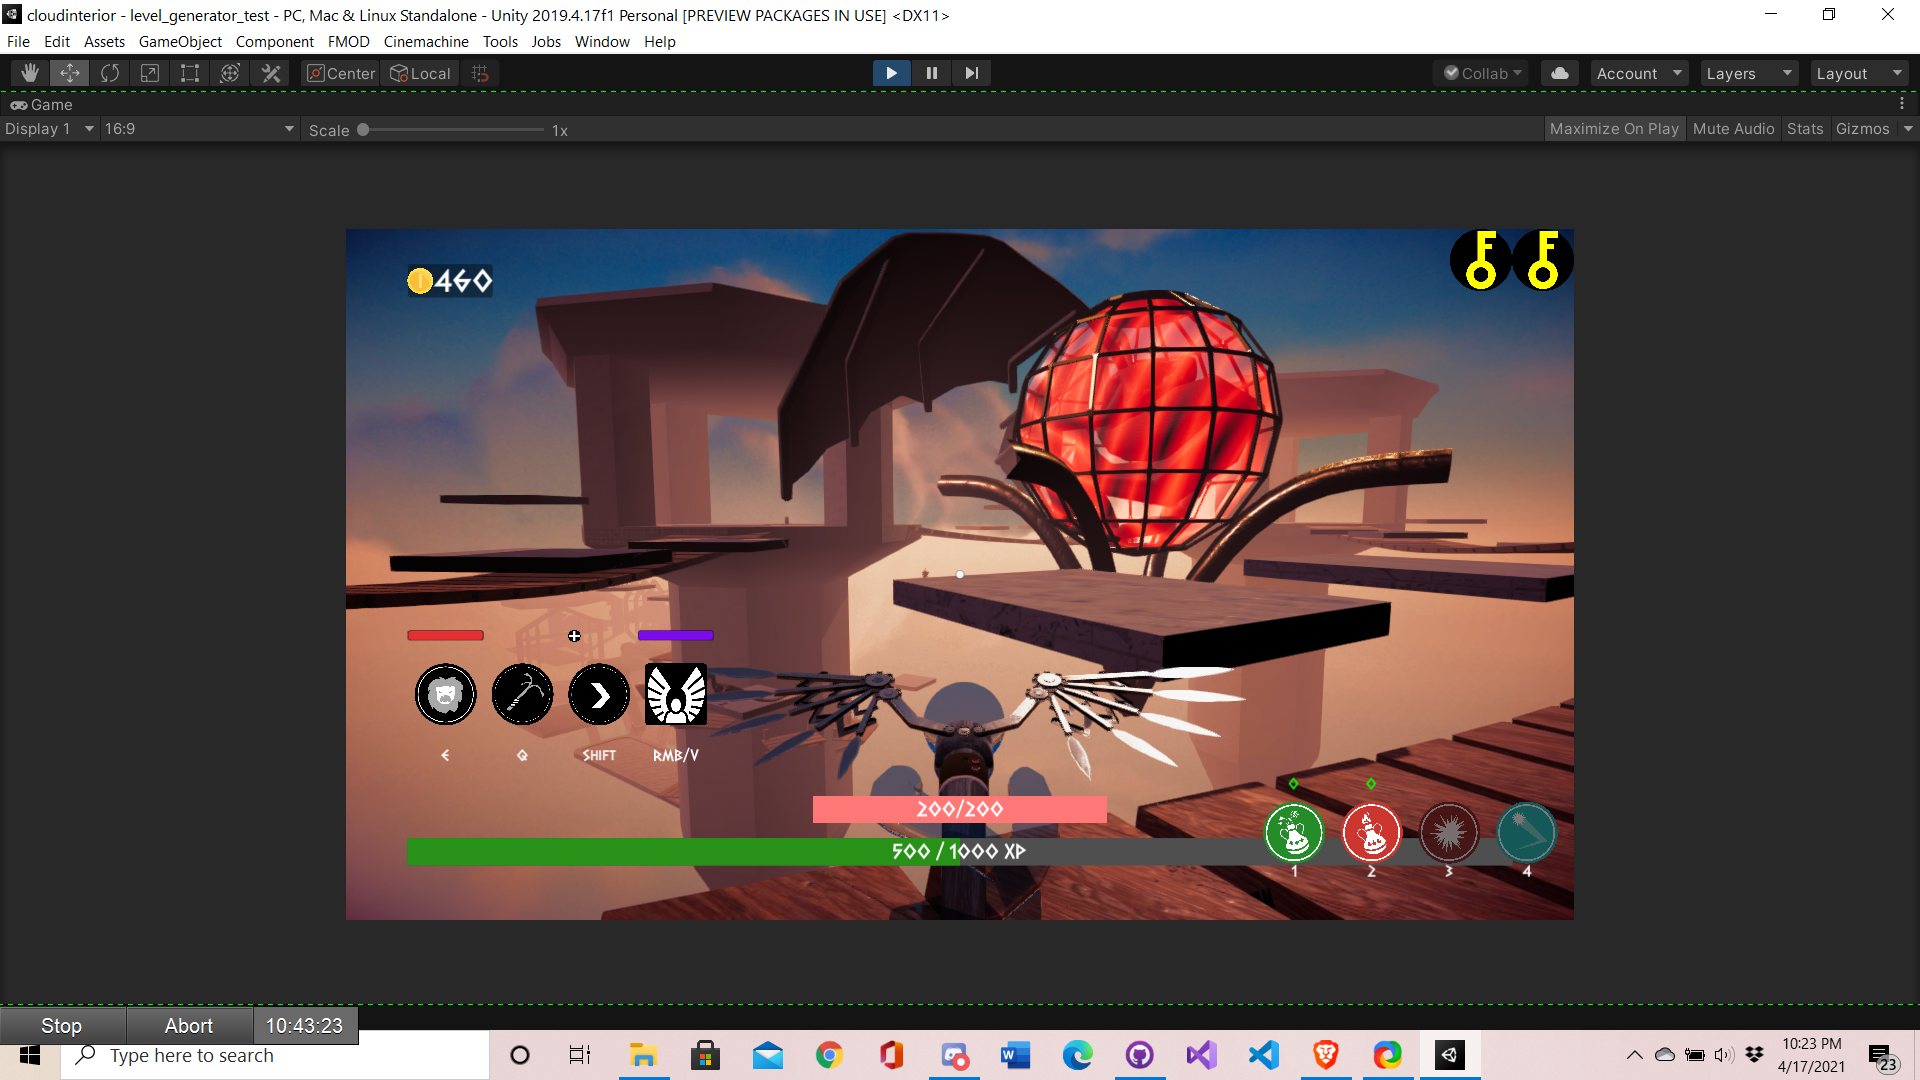 cloudinterior - level_generator_test - PC, Mac & Linux Standalone - Unity 2019.4.17f1 Personal [PREVIEW PACKAGES IN USE] <DX11>
File Edit Assets GameObject Component FMOD Cinemachine Tools Jobs Window Help
Center Local Collab Account Layers Layout
Game
Display 1 16:9 Scale 1x Maximize On Play Mute Audio Stats Gizmos
460
E Q SHIFT RMB/V
200/200
500 / 1000 XP
1 2 3 4
Stop Abort 10:43:23
Type here to search
10:23 PM
4/17/2021
23